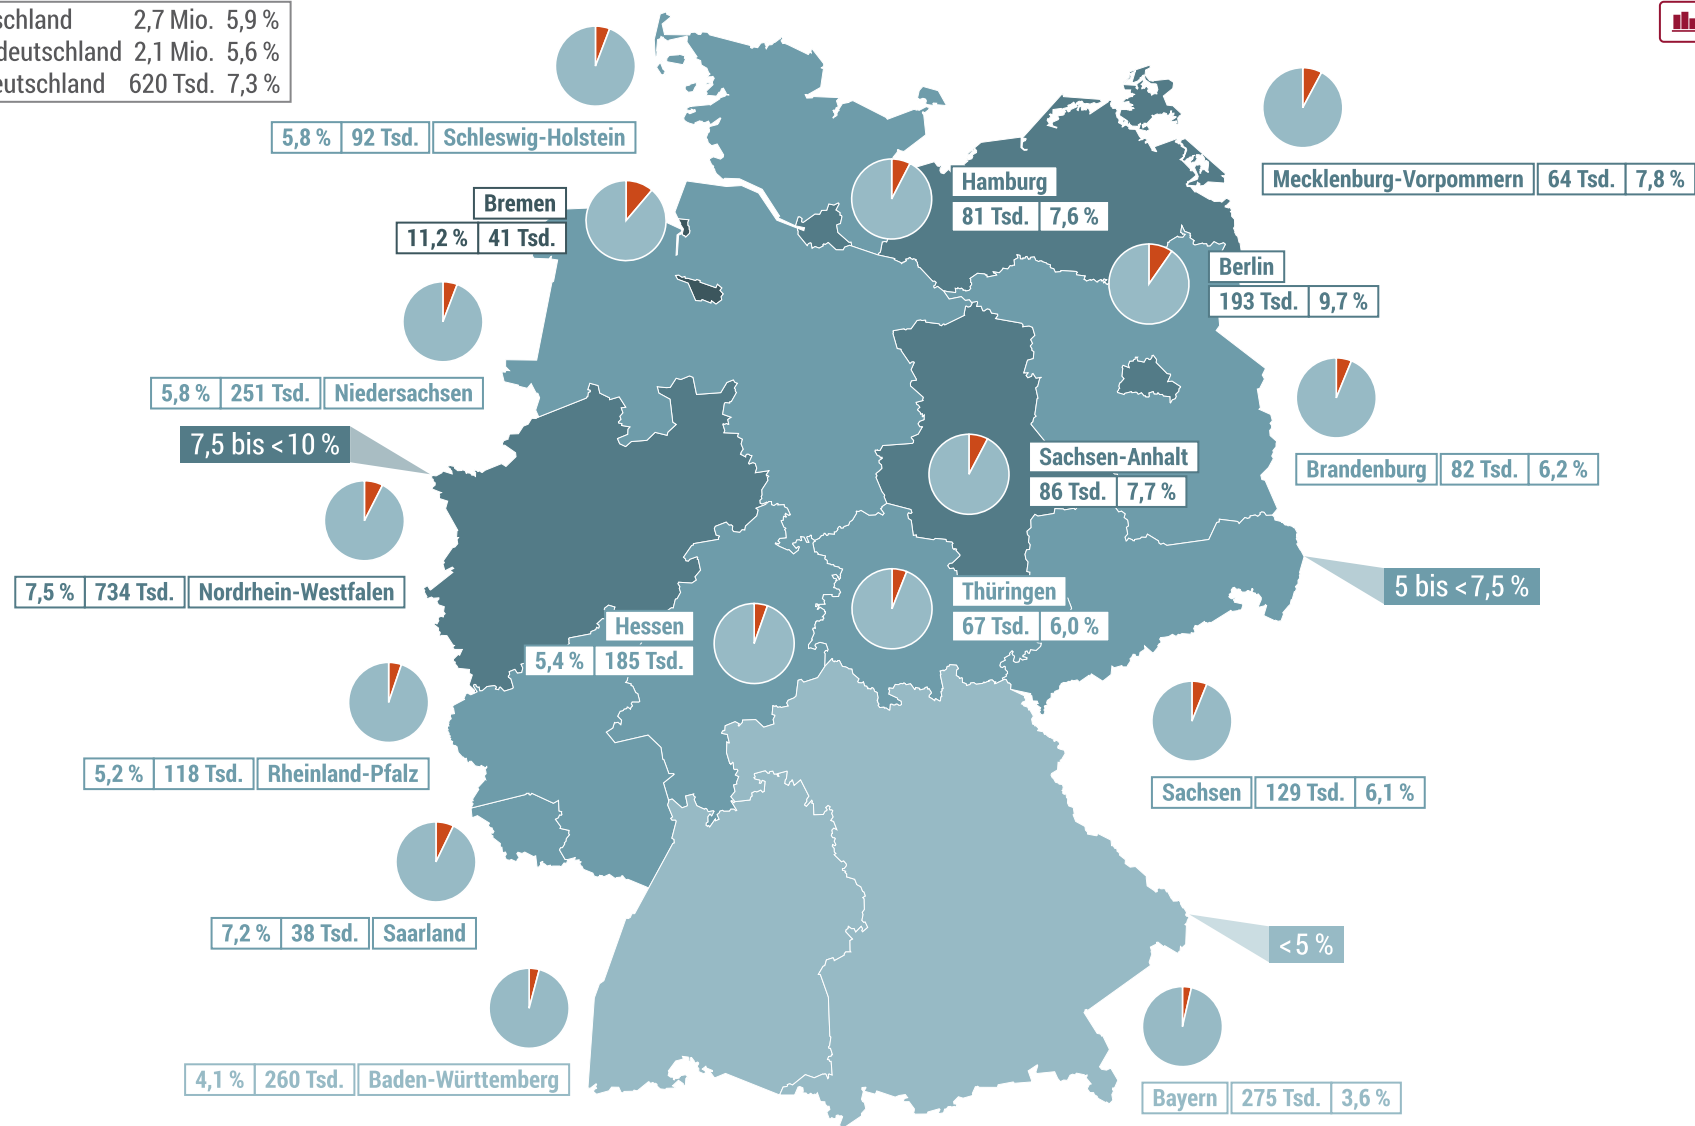 schland 2,7 Mio. 5,9 %
deutschland 2,1 Mio. 5,6 %
eutschland 620 Tsd. 7,3 %
5,8 % 92 Tsd. Schleswig-Holstein
Mecklenburg-Vorpommern 64 Tsd. 7,8 %
Hamburg
81 Tsd. 7,6 %
Bremen
11,2 % 41 Tsd.
Berlin
193 Tsd. 9,7 %
5,8 % 251 Tsd. Niedersachsen
7,5 bis <10 %
Sachsen-Anhalt
86 Tsd. 7,7 %
Brandenburg 82 Tsd. 6,2 %
7,5 % 734 Tsd. Nordrhein-Westfalen
5 bis <7,5 %
Thüringen
67 Tsd. 6,0 %
Hessen
5,4 % 185 Tsd.
5,2 % 118 Tsd. Rheinland-Pfalz
Sachsen 129 Tsd. 6,1 %
7,2 % 38 Tsd. Saarland
<5 %
4,1 % 260 Tsd. Baden-Württemberg
Bayern 275 Tsd. 3,6 %